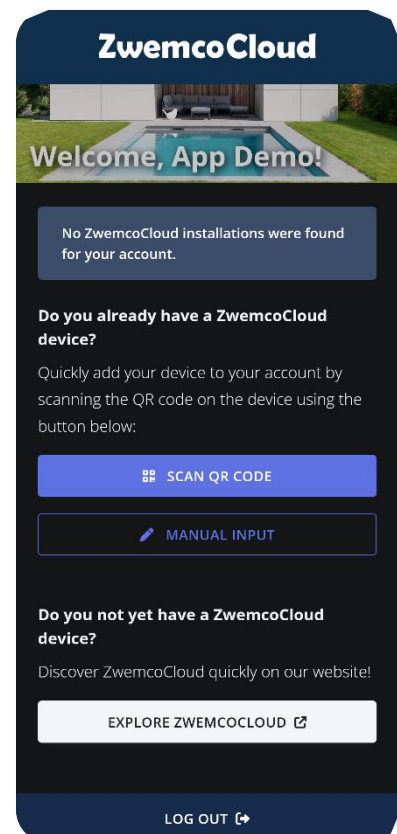 ZwemcoCloud
Welcome, App Demo!
No ZwemcoCloud installations were found
for your account.
Do you already have a ZwemcoCloud
device?
Quickly add your device to your account by
scanning the QR code on the device using the
button below:
SCAN QR CODE
MANUAL INPUT
Do you not yet have a ZwemcoCloud
device?
Discover ZwemcoCloud quickly on our website!
EXPLORE ZWEMCOCLOUD
LOG OUT